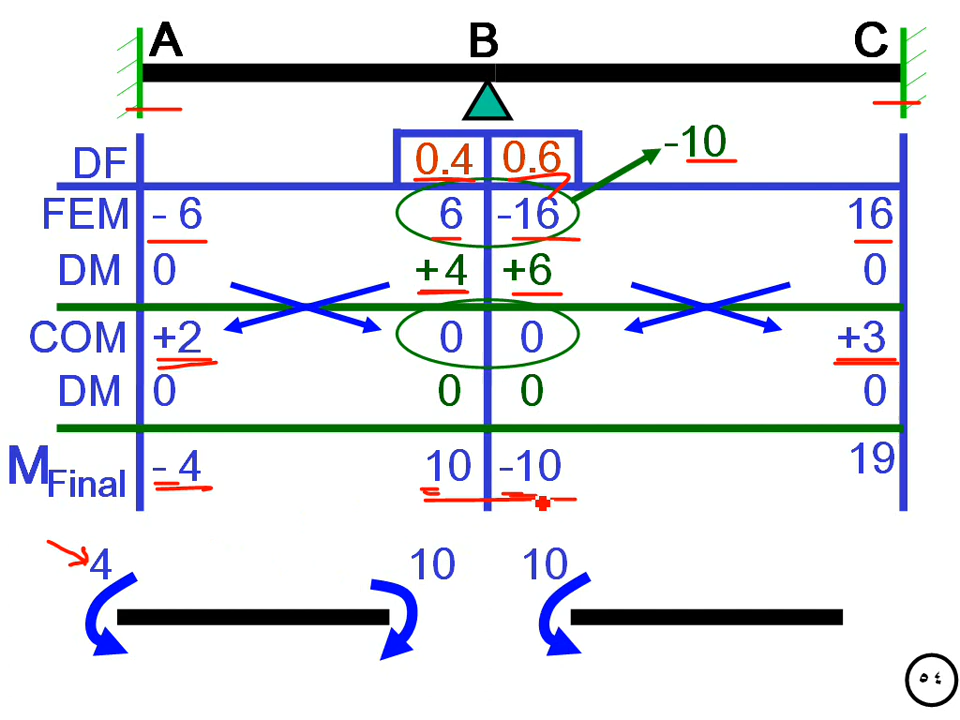 A B C
-10
DF 0.4 0.6
FEM - 6 6 -16 16
DM 0 +4 +6 0
COM +2 0 0 +3
DM 0 0 0 0
M Final - 4 10 -10 19
4 10 10
٥٤